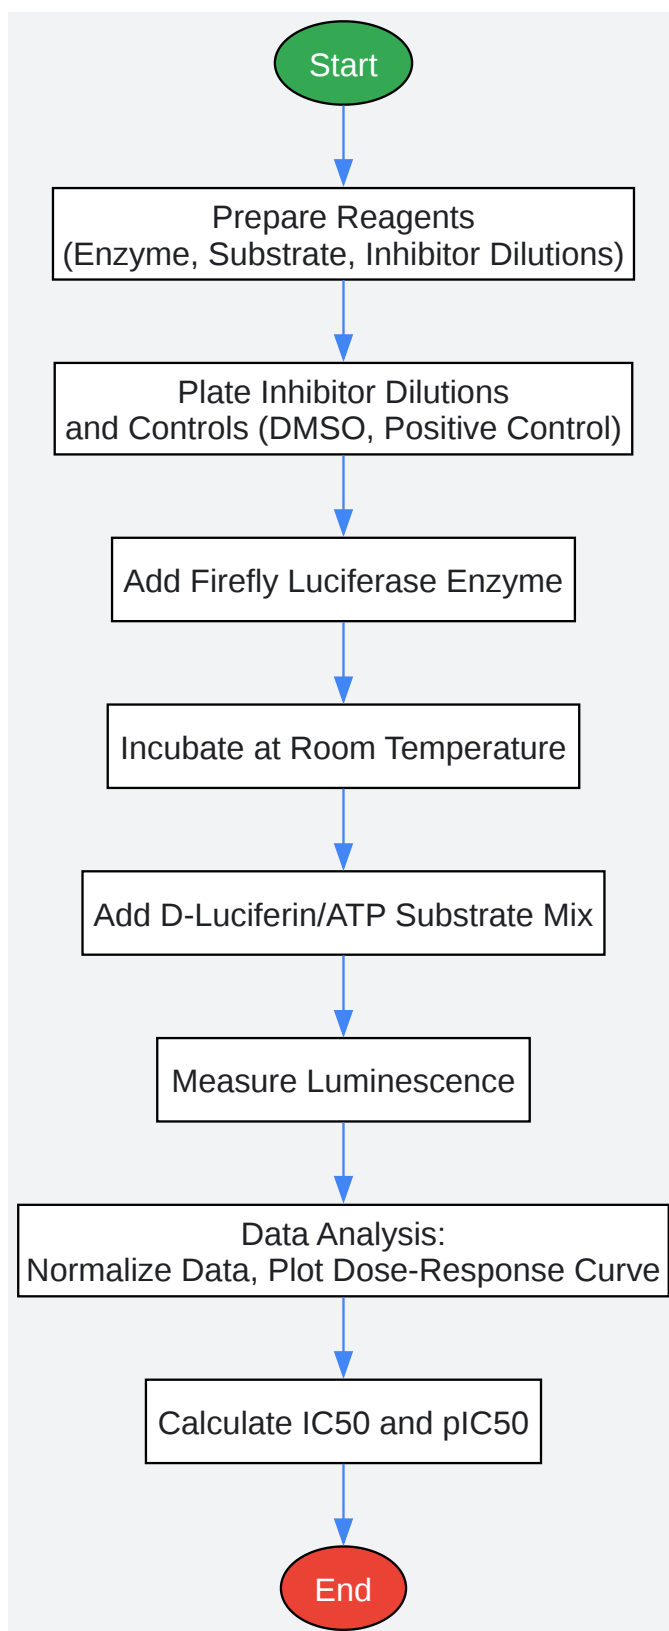 Start
Prepare Reagents
(Enzyme, Substrate, Inhibitor Dilutions)
Plate Inhibitor Dilutions
and Controls (DMSO, Positive Control)
Add Firefly Luciferase Enzyme
Incubate at Room Temperature
Add D-Luciferin/ATP Substrate Mix
Measure Luminescence
Data Analysis:
Normalize Data, Plot Dose-Response Curve
Calculate IC50 and pIC50
End